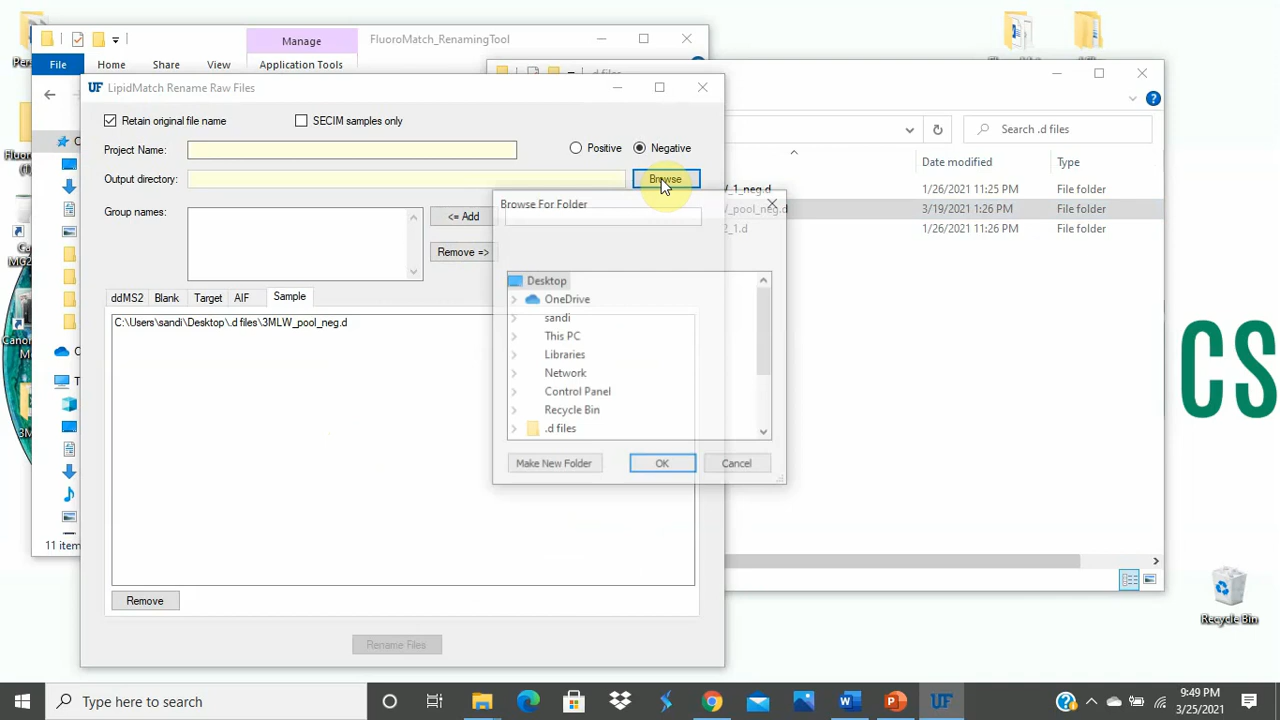 Manage
FluoroMatch_RenamingTool
File
Home
Share
View
Application Tools
.d files
Search .d files
LipidMatch Rename Raw Files
Retain original file name
SECIM samples only
Project Name:
Positive
Negative
Output directory:
Browse
Group names:
<= Add
Remove =>
ddMS2
Blank
Target
AIF
Sample
C:\Users\sandi\Desktop\.d files\3MLW_pool_neg.d
Remove
Rename Files
Browse For Folder
Desktop
OneDrive
sandi
This PC
Libraries
Network
Control Panel
Recycle Bin
.d files
Make New Folder
OK
Cancel
Date modified
Type
_1_neg.d
1/26/2021 11:25 PM
File folder
_pool_neg.d
3/19/2021 1:26 PM
File folder
2_1.d
1/26/2021 11:26 PM
File folder
11 item
CS
Recycle Bin
Type here to search
9:49 PM
3/25/2021